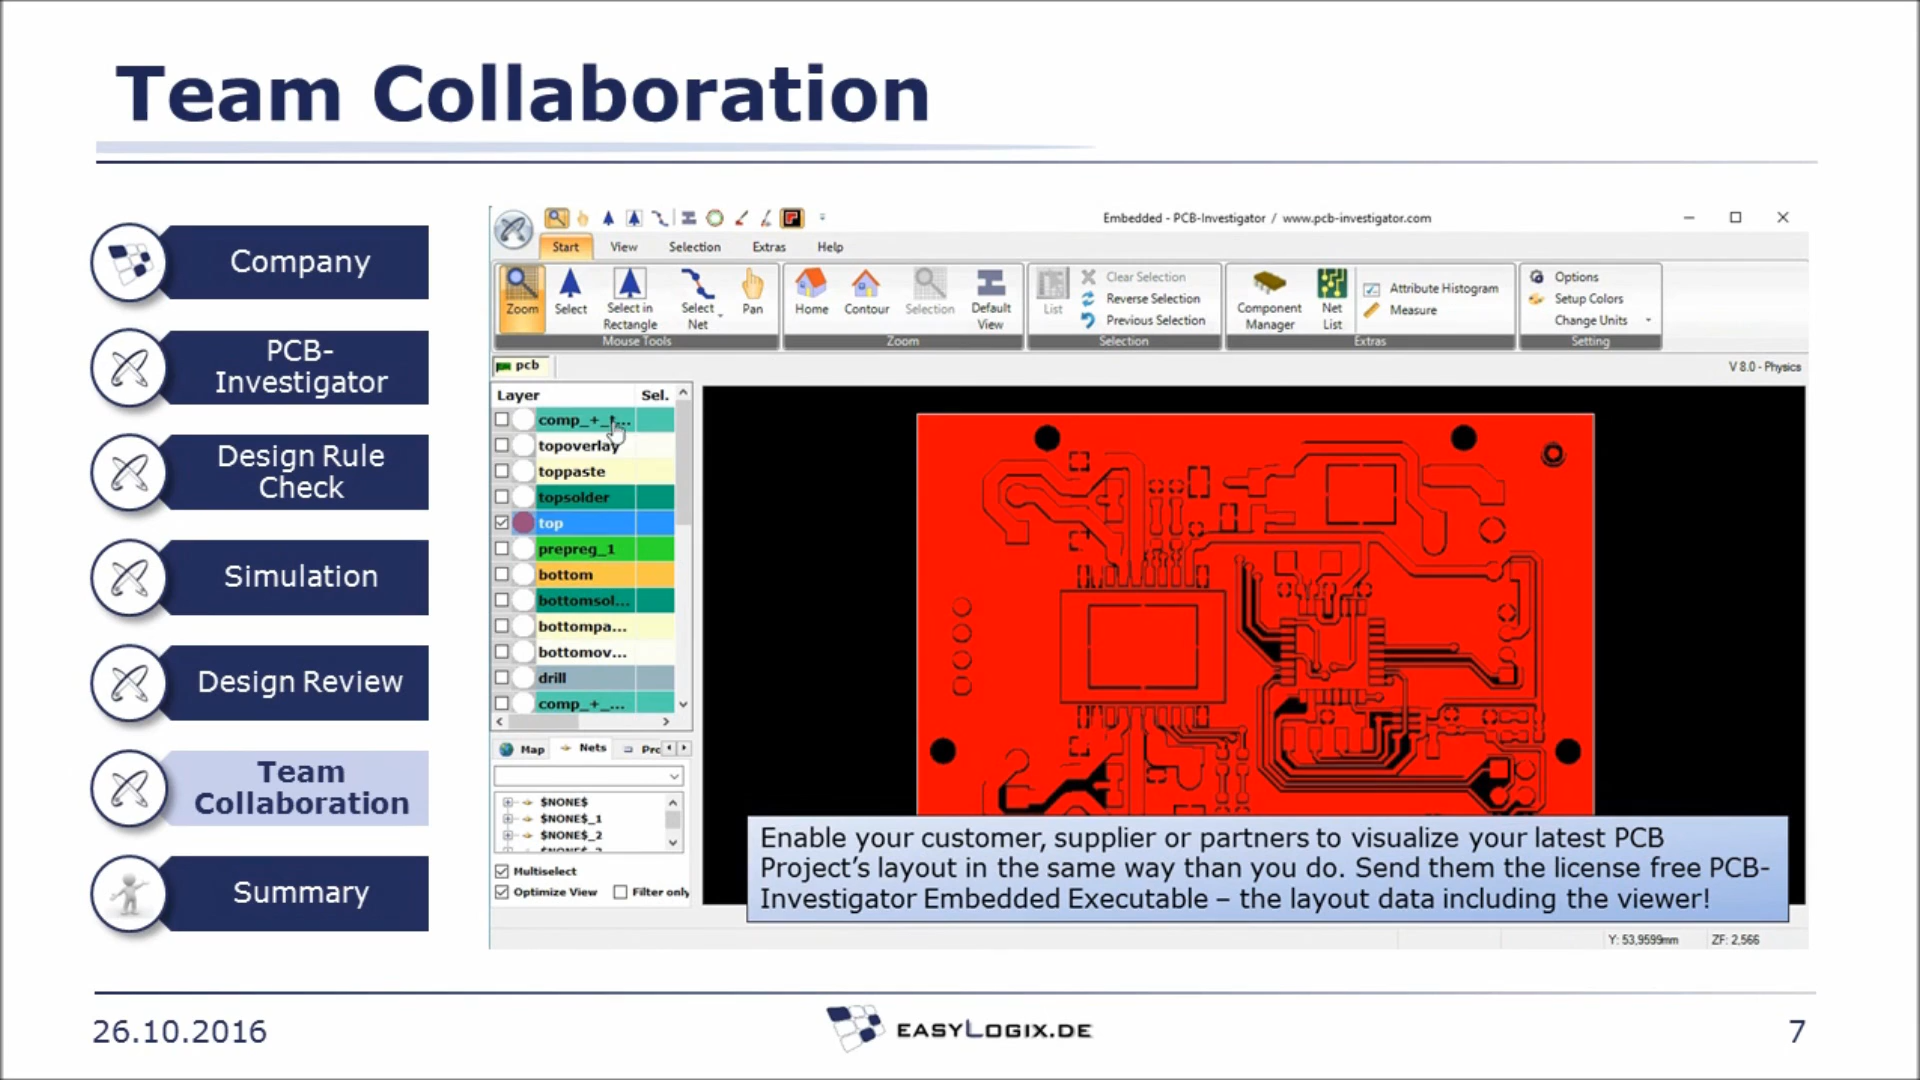 Team Collaboration
Company
PCB-
Investigator
Design Rule
Check
Simulation
Design Review
Team
Collaboration
Summary
Embedded - PCB-Investigator / www.pcb-investigator.com
Start View Selection Extras Help
Zoom
Select
Select in
Rectangle
Select
Net
Pan
Mouse Tools
Home
Contour
Selection
Default
View
Zoom
List
Clear Selection
Reverse Selection
Previous Selection
Selection
Component
Manager
Net
List
Attribute Histogram
Measure
Extras
Options
Setup Colors
Change Units
Setting
pcb
V 8.0 - Physics
Layer Sel.
topoverlay
toppaste
topsolder
top
prepreg_1
bottom
bottomsol...
bottompa...
bottomov...
drill
comp_+_...
Map Nets Prc
$NONE$
$NONE$_1
$NONE$_2
Multiselect
Optimize View Filter only
Enable your customer, supplier or partners to visualize your latest PCB
Project’s layout in the same way than you do. Send them the license free PCB-
Investigator Embedded Executable – the layout data including the viewer!
Y: 53,9599mm ZF: 2,566
26.10.2016
EASYLOGIX.DE
7